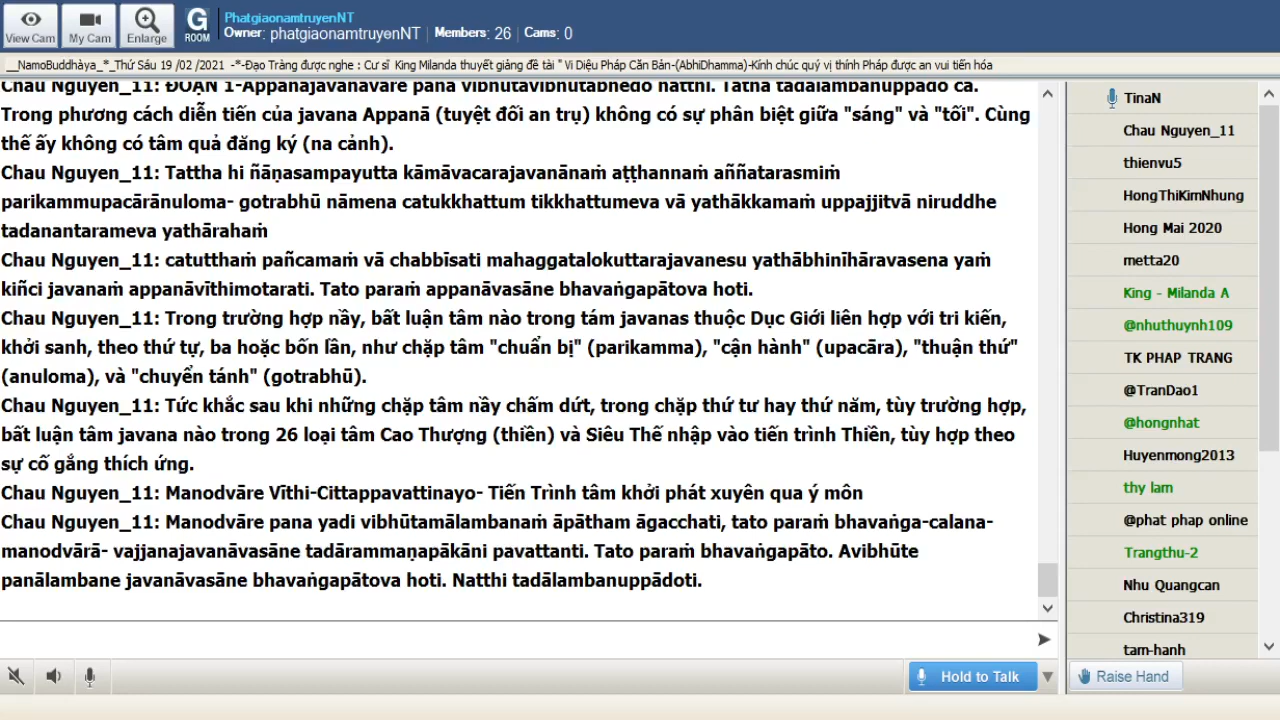 View Cam
My Cam
Enlarge
G
ROOM
PhatgiaonamtruyenNT
Owner: phatgiaonamtruyenNT | Members: 26 | Cams: 0
__NamoBuddhàya_*_Thứ Sáu 19 /02 /2021 -*-Đạo Tràng được nghe : Cư sĩ King Milanda thuyết giảng đề tài " Vi Diệu Pháp Căn Bản-(AbhiDhamma)-Kính chúc quý vị thính Pháp được an vui tiến hóa
Chau Nguyen_11: ĐOẠN 1-Appanājavanavāre pana vibhūtāvibhūtabhedo natthi. Tathā tadālambanuppādo ca.
Trong phương cách diễn tiến của javana Appanā (tuyệt đối an trụ) không có sự phân biệt giữa "sáng" và "tối". Cùng
thế ấy không có tâm quả đăng ký (na cảnh).
Chau Nguyen_11: Tattha hi ñāṇasampayutta kāmāvacarajavanānaṁ aṭṭhannaṁ aññatarasmiṁ
parikammupacārānuloma- gotrabhū nāmena catukkhattum tikkhattumeva vā yathākkamaṁ uppajjitvā niruddhe
tadanantarameva yathārahaṁ
Chau Nguyen_11: catutthaṁ pañcamaṁ vā chabbīsati mahaggatalokuttarajavanesu yathābhinīhāravasena yaṁ
kiñci javanaṁ appanāvīthimotarati. Tato paraṁ appanāvasāne bhavaṅgapātova hoti.
Chau Nguyen_11: Trong trường hợp nầy, bất luận tâm nào trong tám javanas thuộc Dục Giới liên hợp với tri kiến,
khởi sanh, theo thứ tự, ba hoặc bốn lần, như chặp tâm "chuẩn bị" (parikamma), "cận hành" (upacāra), "thuận thứ"
(anuloma), và "chuyển tánh" (gotrabhū).
Chau Nguyen_11: Tức khắc sau khi những chặp tâm nầy chấm dứt, trong chặp thứ tư hay thứ năm, tùy trường hợp,
bất luận tâm javana nào trong 26 loại tâm Cao Thượng (thiền) và Siêu Thế nhập vào tiến trình Thiền, tùy hợp theo
sự cố gắng thích ứng.
Chau Nguyen_11: Manodvāre Vīthi-Cittappavattinayo- Tiến Trình tâm khởi phát xuyên qua ý môn
Chau Nguyen_11: Manodvāre pana yadi vibhūtamālambanaṁ āpātham āgacchati, tato paraṁ bhavaṅga-calana-
manodvārā- vajjanajavanāvasāne tadārammaṇapākāni pavattanti. Tato paraṁ bhavaṅgapāto. Avibhūte
panālambane javanāvasāne bhavaṅgapātova hoti. Natthi tadālambanuppādoti.
TinaN
Chau Nguyen_11
thienvu5
HongThiKimNhung
Hong Mai 2020
metta20
King - Milanda A
@nhuthuynh109
TK PHAP TRANG
@TranDao1
@hongnhat
Huyenmong2013
thy lam
@phat phap online
Trangthu-2
Nhu Quangcan
Christina319
tam-hanh
Hold to Talk
Raise Hand